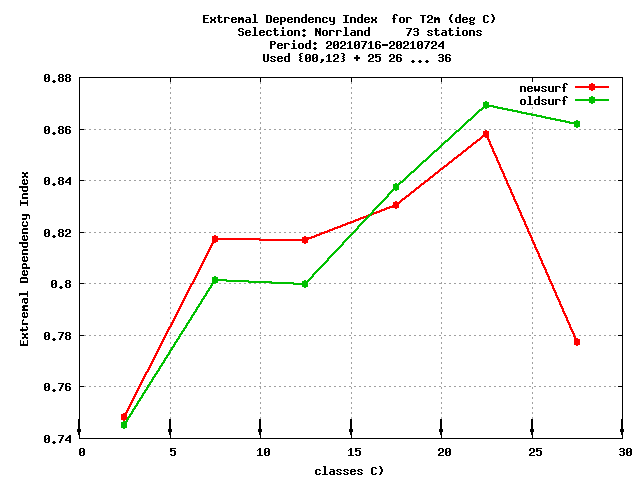 Extremal Dependency Index  for T2m (deg C)
Selection: Norrland     73 stations
Period: 20210716-20210724
Used {00,12} + 25 26 ... 36
newsurf
oldsurf
0.88
0.86
0.84
0.82
0.8
0.78
0.76
0.74
Extremal Dependency Index
0 5 10 15 20 25 30
classes C)